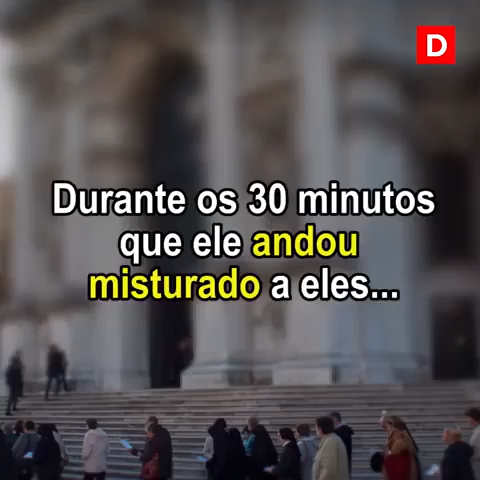 D
Durante os 30 minutos
que ele andou
misturado a eles...